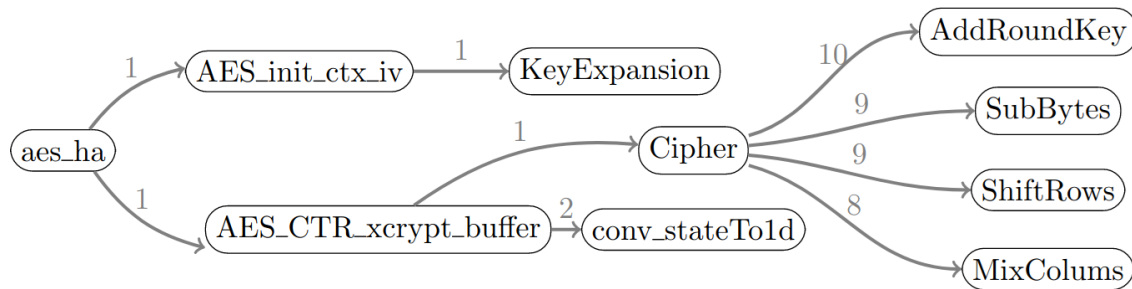 AddRoundKey
10
1
AES_init_ctx_iv
1
KeyExpansion
9
SubBytes
aes_ha
1
Cipher
9
ShiftRows
1
AES_CTR_xcrypt_buffer
2
conv_stateTo1d
8
MixColums